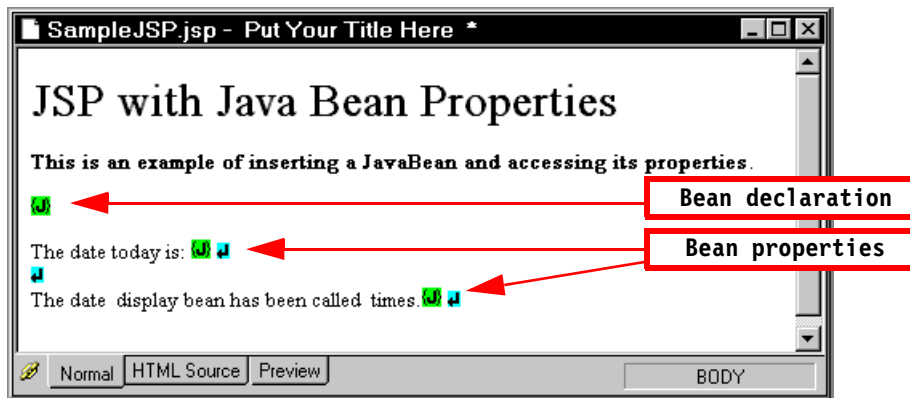 SampleJSP.jsp - Put Your Title Here *
JSP with Java Bean Properties
This is an example of inserting a JavaBean and accessing its properties.
{J}
Bean declaration
The date today is: {J}
Bean properties
The date display bean has been called times. {J}
Normal HTML Source Preview BODY